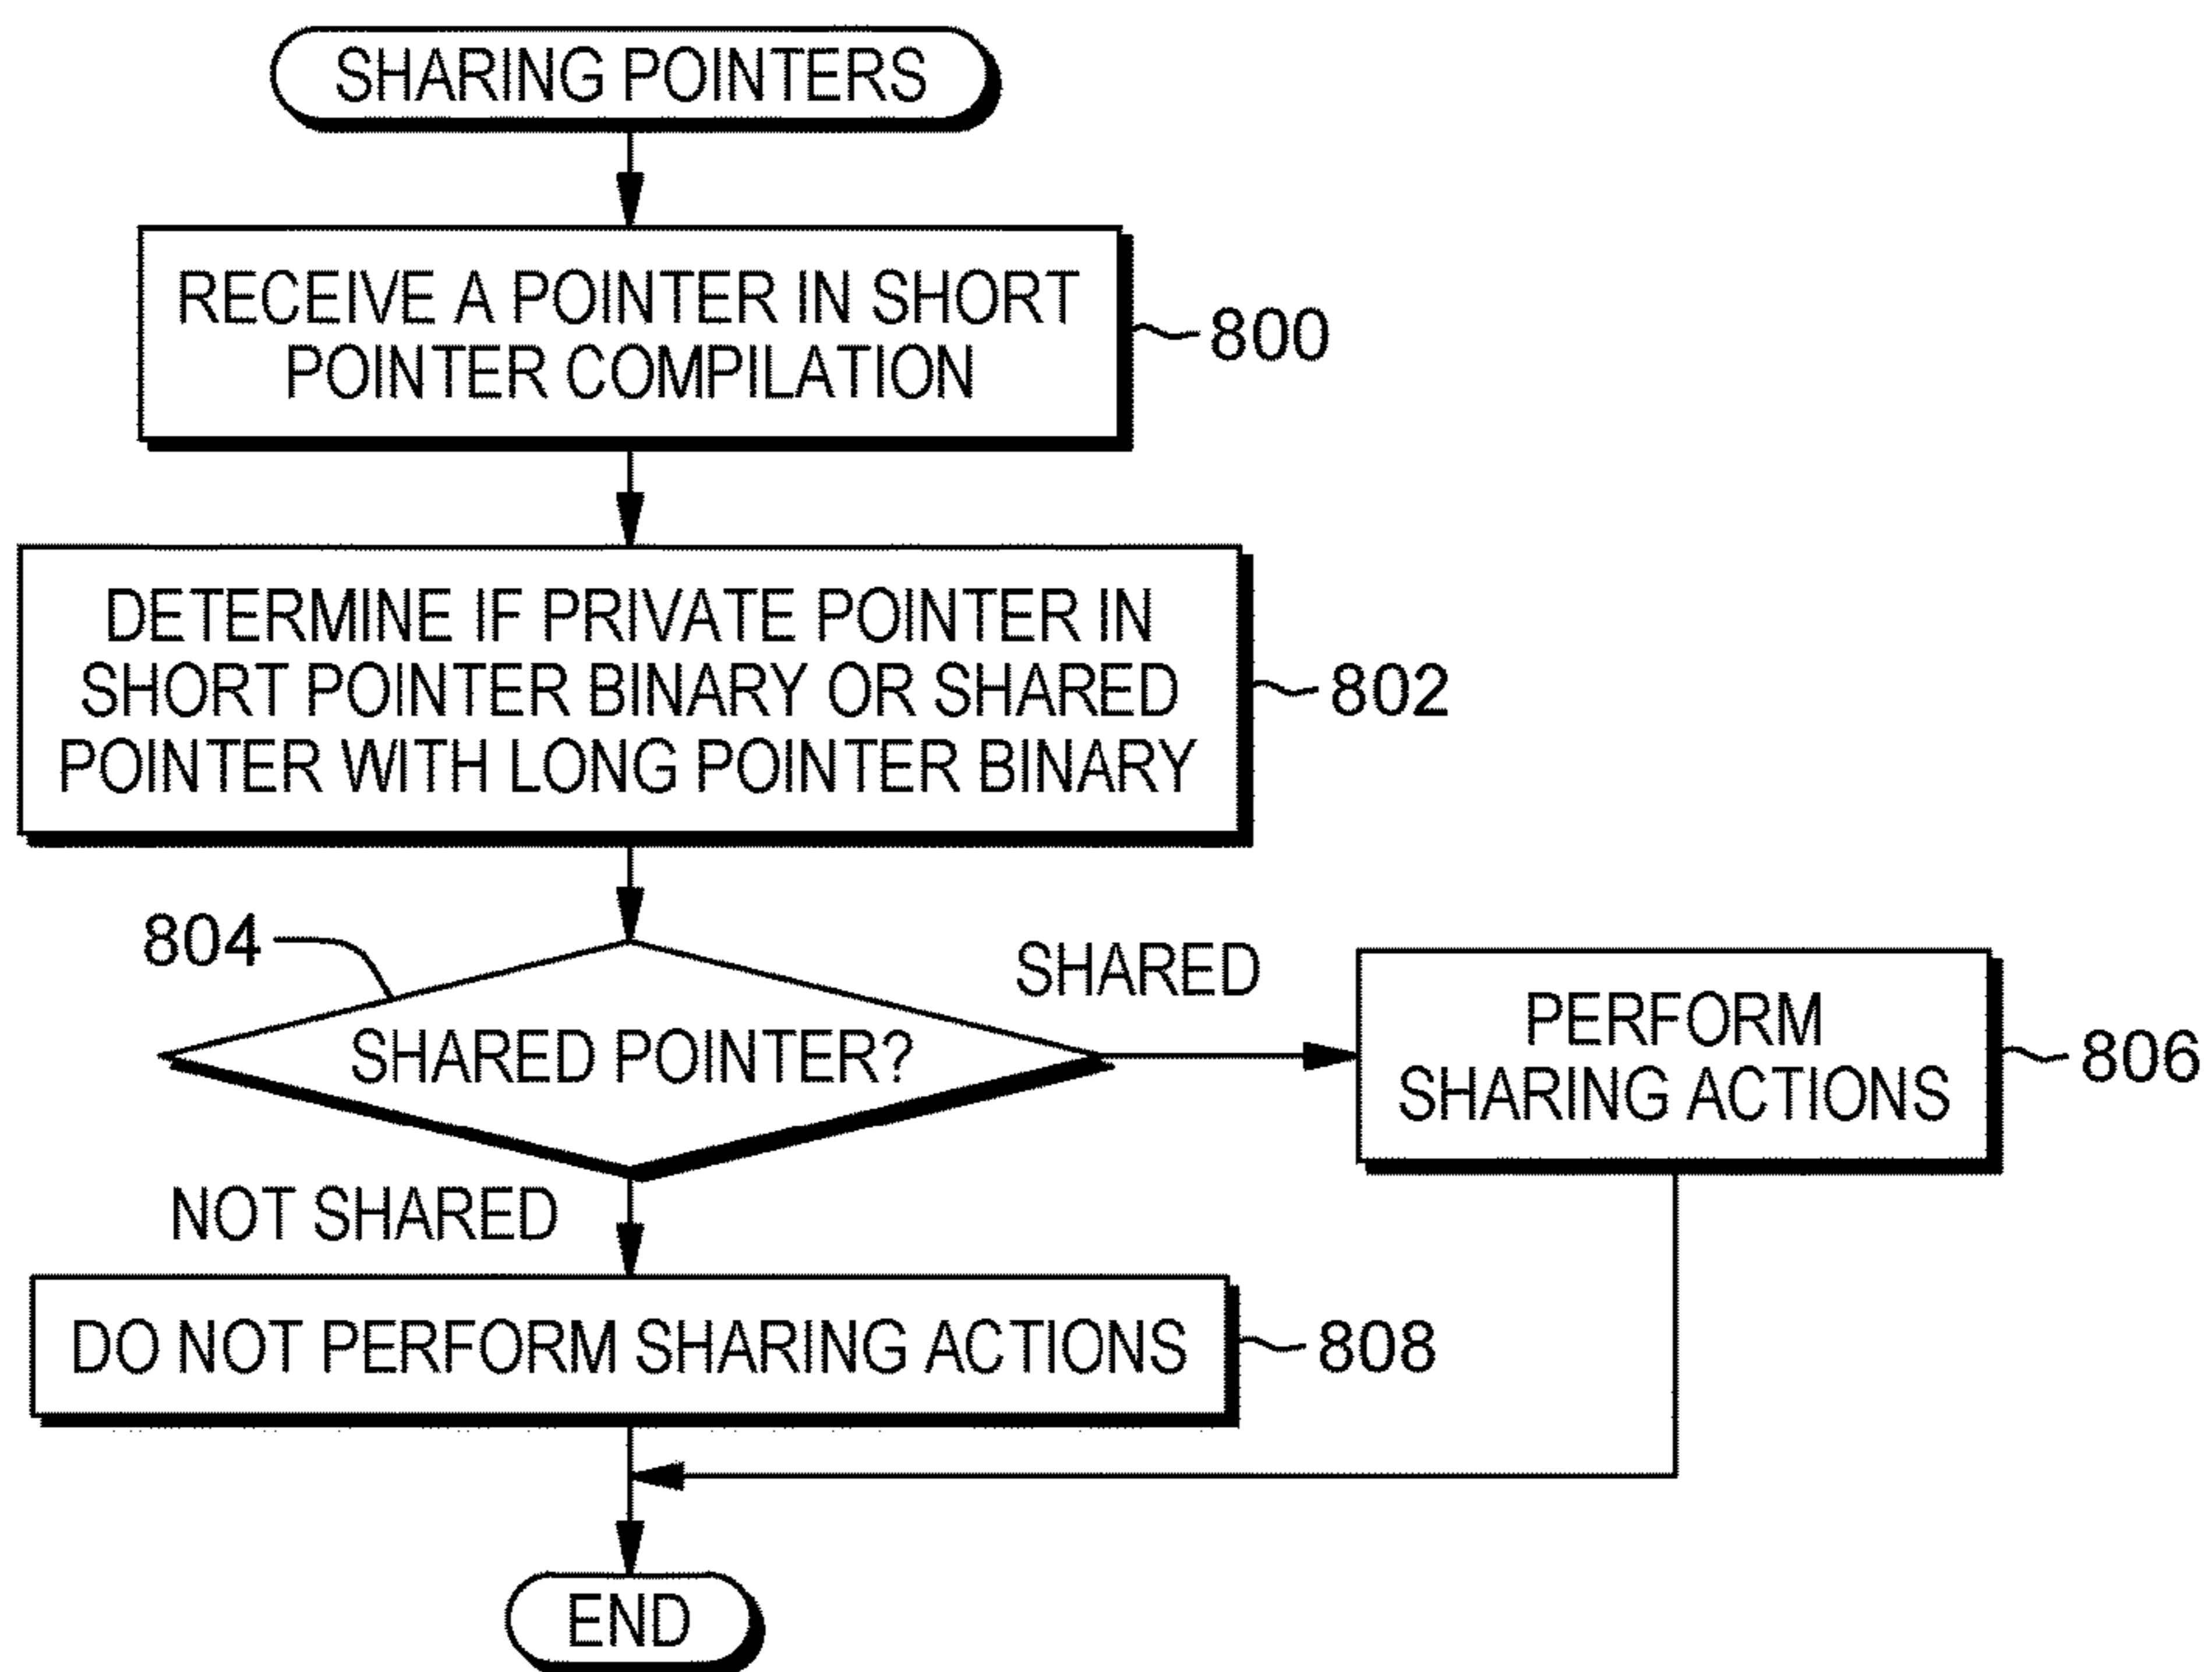 SHARING POINTERS
RECEIVE A POINTER IN SHORT
POINTER COMPILATION
800
DETERMINE IF PRIVATE POINTER IN
SHORT POINTER BINARY OR SHARED
POINTER WITH LONG POINTER BINARY
802
804
SHARED POINTER?
SHARED
PERFORM
SHARING ACTIONS
806
NOT SHARED
DO NOT PERFORM SHARING ACTIONS
808
END